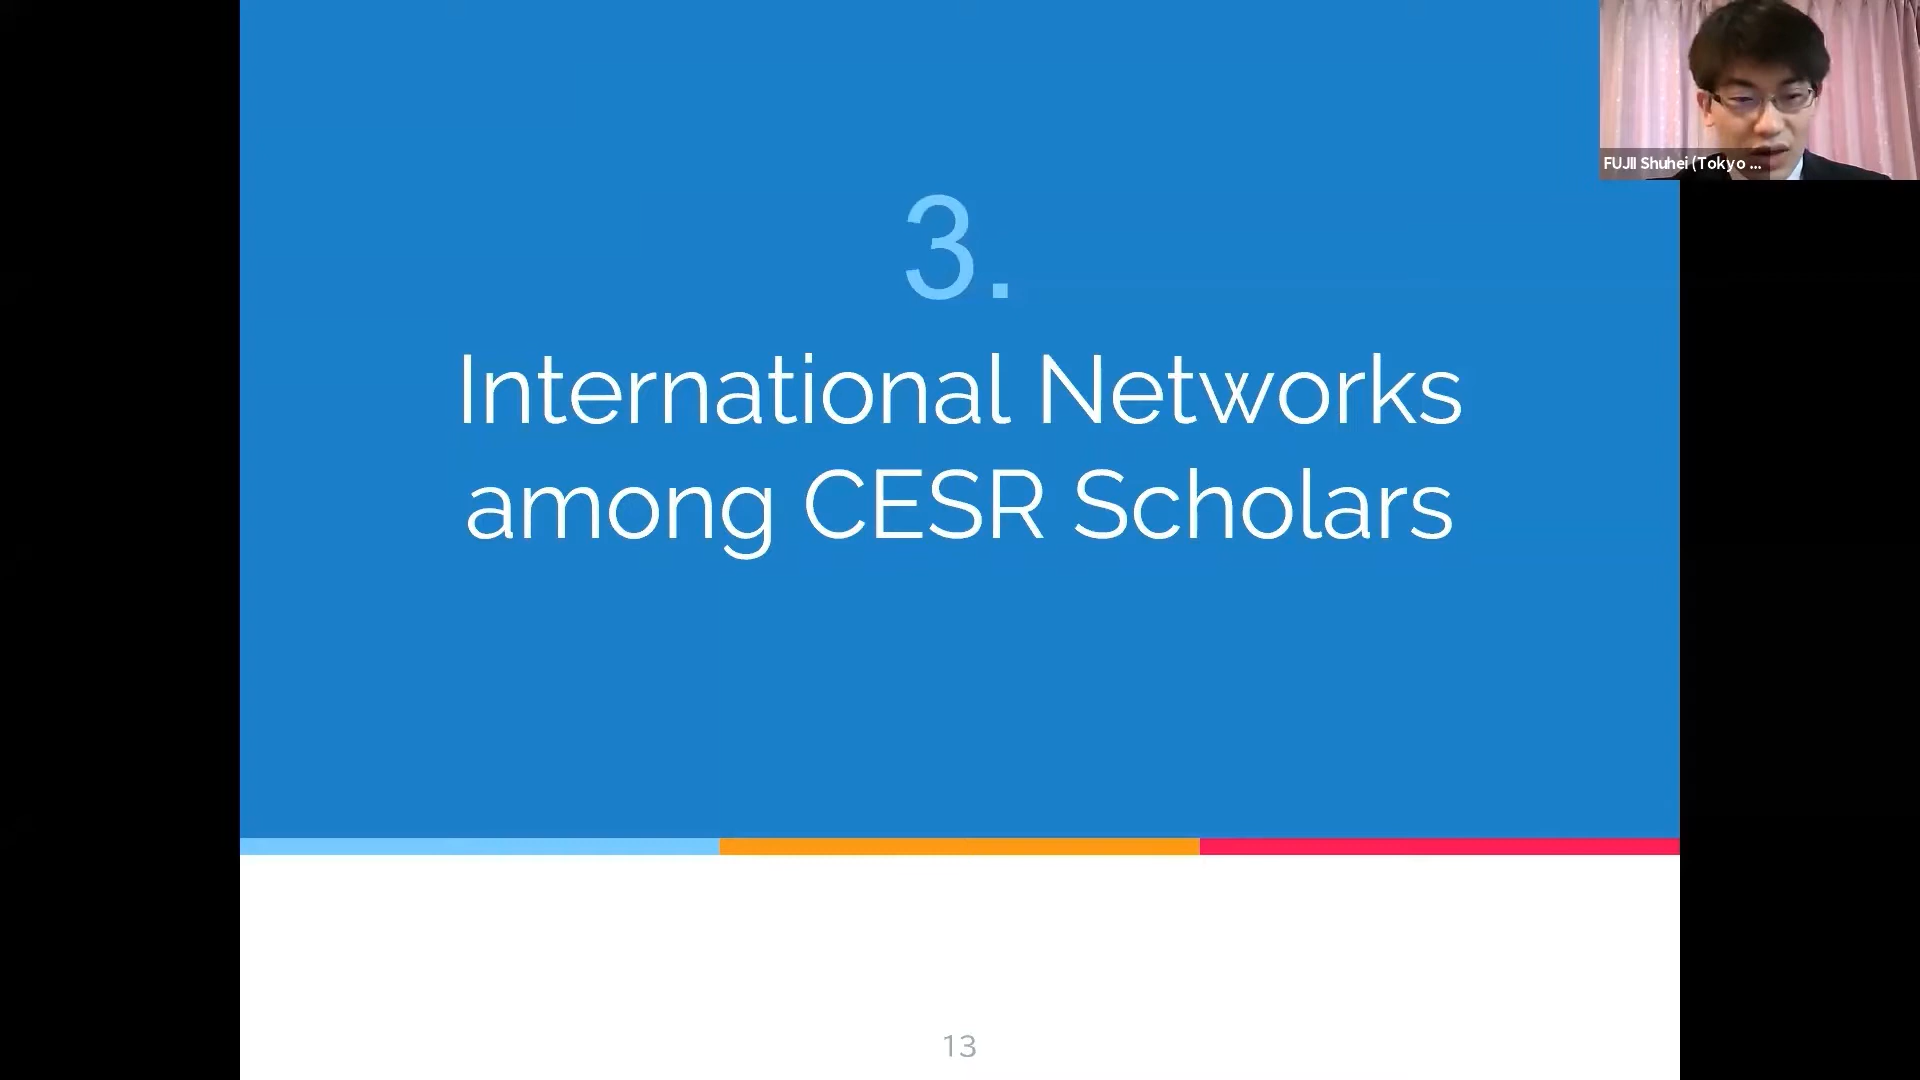 FUJII Shuhei (Tokyo ...
3.
International Networks
among CESR Scholars
13